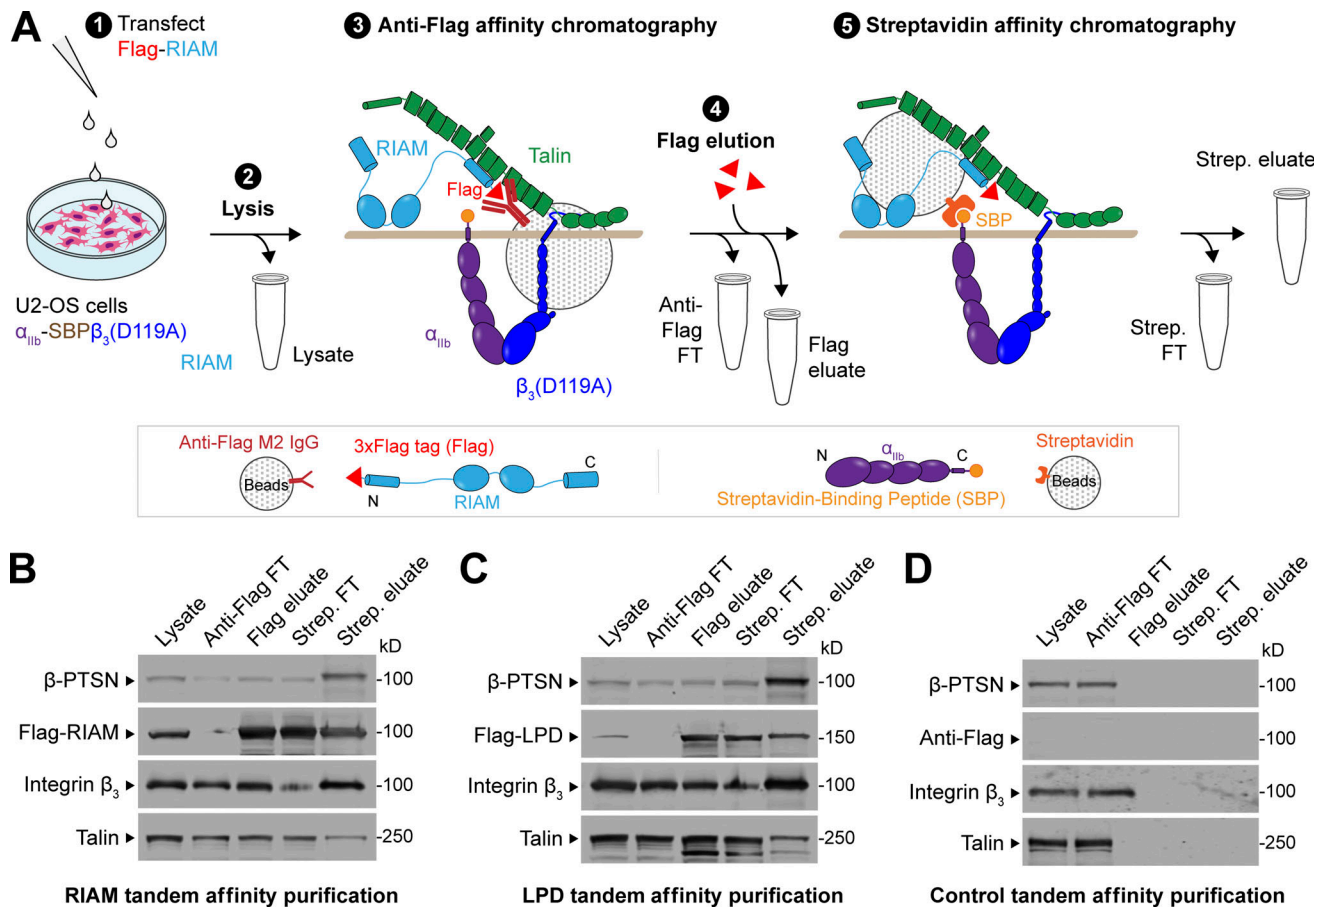 A
1 Transfect
Flag-RIAM
3 Anti-Flag affinity chromatography
5 Streptavidin affinity chromatography
RIAM
Talin
Flag
2
Lysis
4
Flag elution
SBP
Strep. eluate
U2-OS cells
αIIb-SBPβ3(D119A)
RIAM
Lysate
αIIb
β3(D119A)
Anti-
Flag
FT
Flag
eluate
Strep.
FT
Anti-Flag M2 IgG
Beads
3xFlag tag (Flag)
N
RIAM
C
N
αIIb
C
Streptavidin-Binding Peptide (SBP)
Streptavidin
Beads
B
Lysate
Anti-Flag FT
Flag eluate
Strep. FT
Strep. eluate
kD
β-PTSN -100
Flag-RIAM -100
Integrin β3 -100
Talin -250
RIAM tandem affinity purification
C
Lysate
Anti-Flag FT
Flag eluate
Strep. FT
Strep. eluate
kD
β-PTSN -100
Flag-LPD -150
Integrin β3 -100
Talin -250
LPD tandem affinity purification
D
Lysate
Anti-Flag FT
Flag eluate
Strep. FT
Strep. eluate
kD
β-PTSN -100
Anti-Flag -100
Integrin β3 -100
Talin -250
Control tandem affinity purification